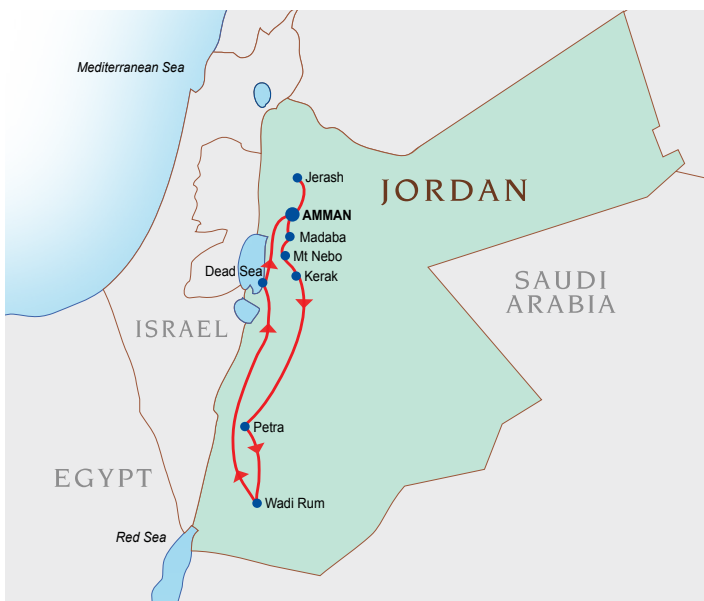 Mediterranean Sea
Jerash
JORDAN
AMMAN
Madaba
Mt Nebo
Dead Sea
Kerak
SAUDI
ARABIA
ISRAEL
Petra
EGYPT
Wadi Rum
Red Sea